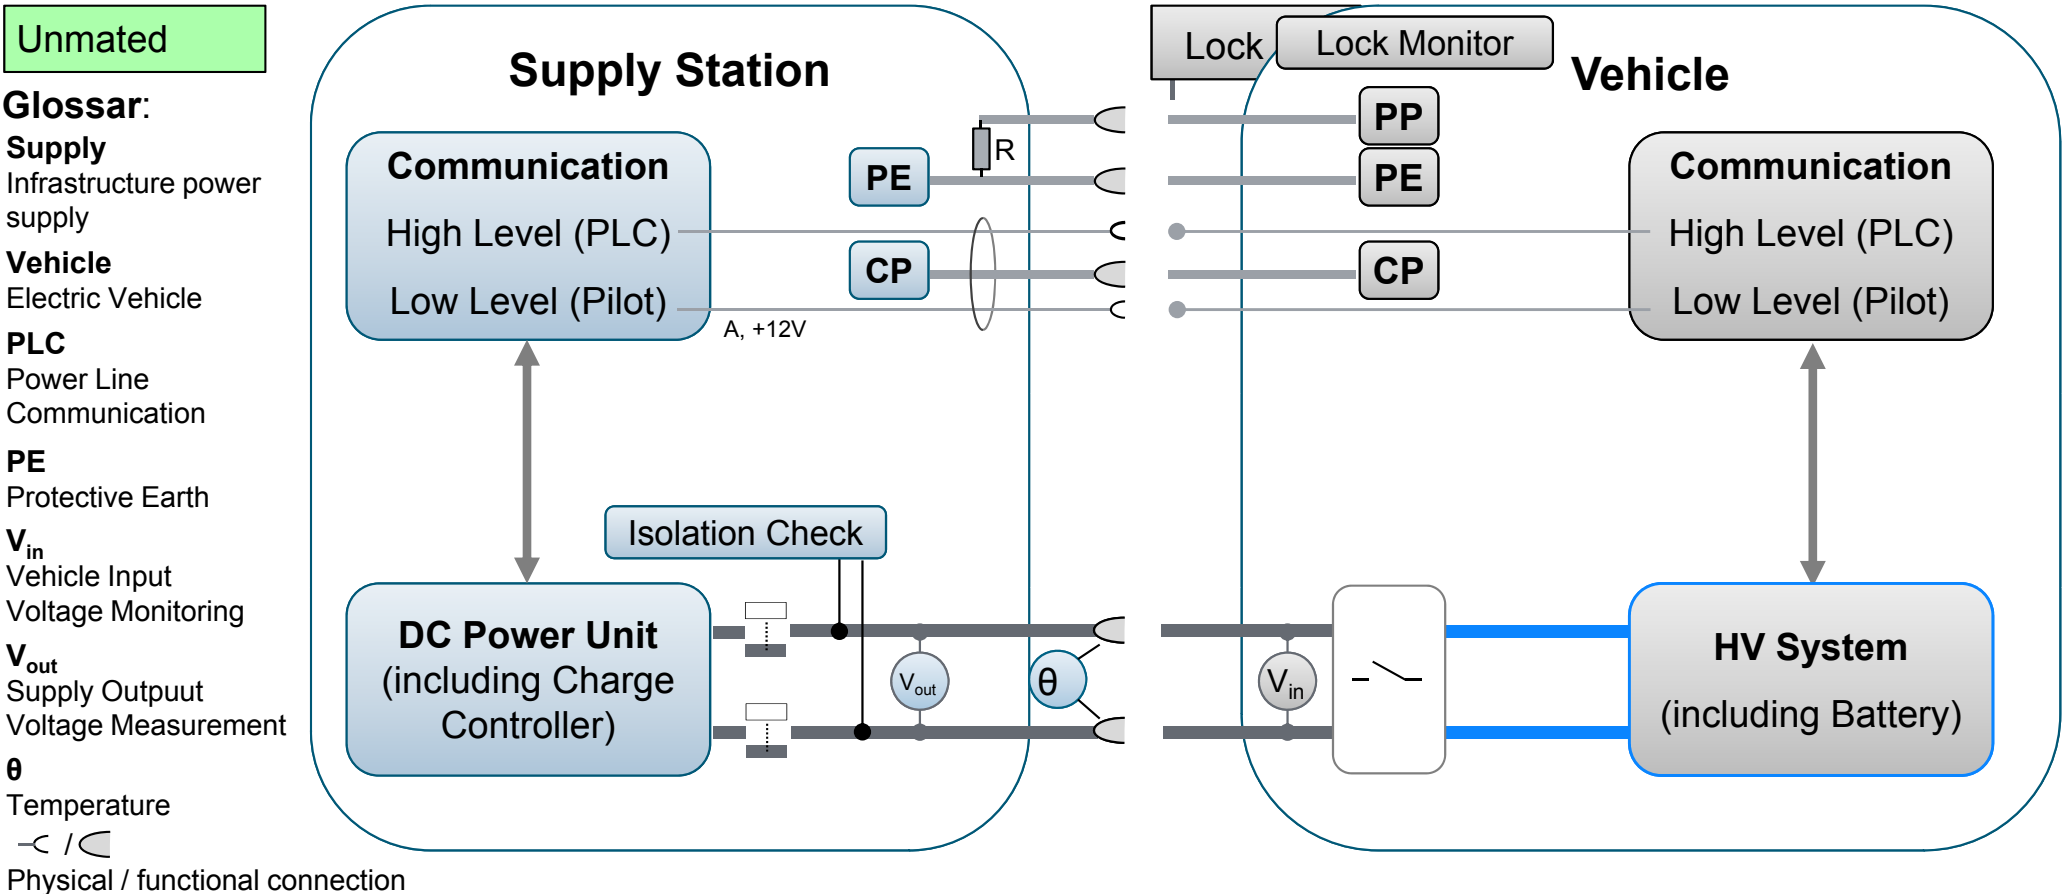 Unmated
Glossar:
Supply
Infrastructure power
supply
Vehicle
Electric Vehicle
PLC
Power Line
Communication
PE
Protective Earth
Vin
Vehicle Input
Voltage Monitoring
Vout
Supply Outpuut
Voltage Measurement
θ
Temperature
/
Physical / functional connection
Supply Station
Communication
High Level (PLC)
Low Level (Pilot)
A, +12V
PE
CP
R
Isolation Check
DC Power Unit
(including Charge
Controller)
Vout
θ
Lock
Lock Monitor
Vehicle
PP
PE
CP
Communication
High Level (PLC)
Low Level (Pilot)
Vin
HV System
(including Battery)